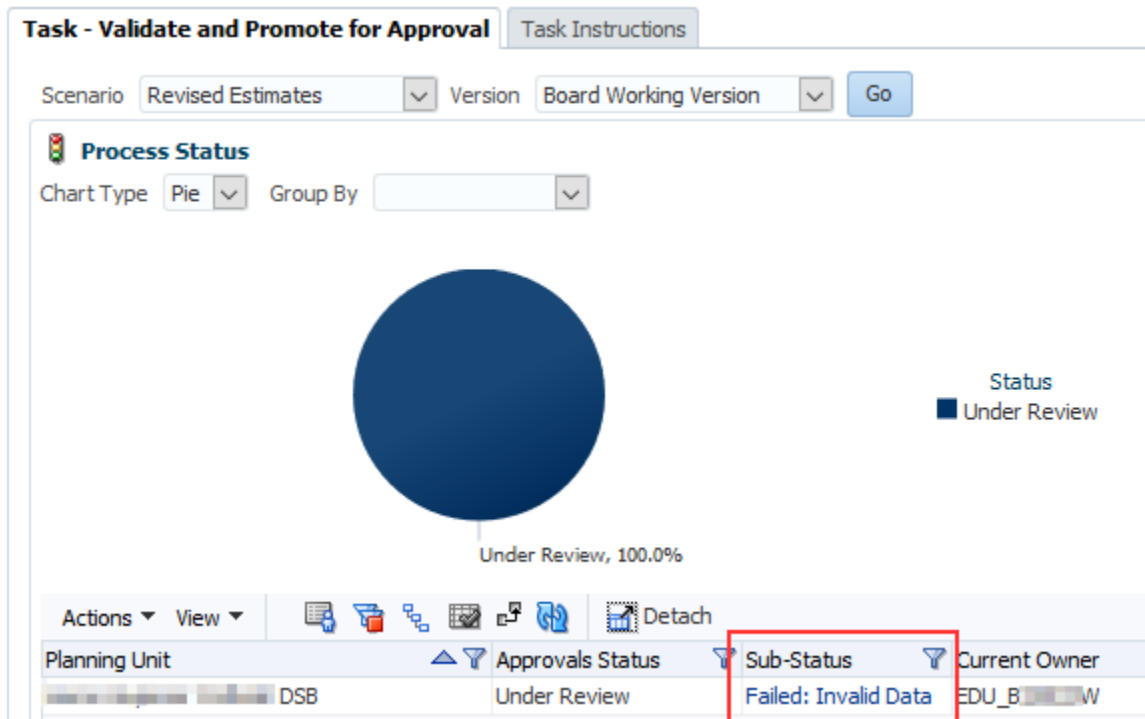 Task - Validate and Promote for Approval Task Instructions
Scenario Revised Estimates Version Board Working Version Go
Process Status
Chart Type Pie Group By
Status
Under Review
Under Review, 100.0%
Actions View Detach
Planning Unit Approvals Status Sub-Status Current Owner
DSB Under Review Failed: Invalid Data